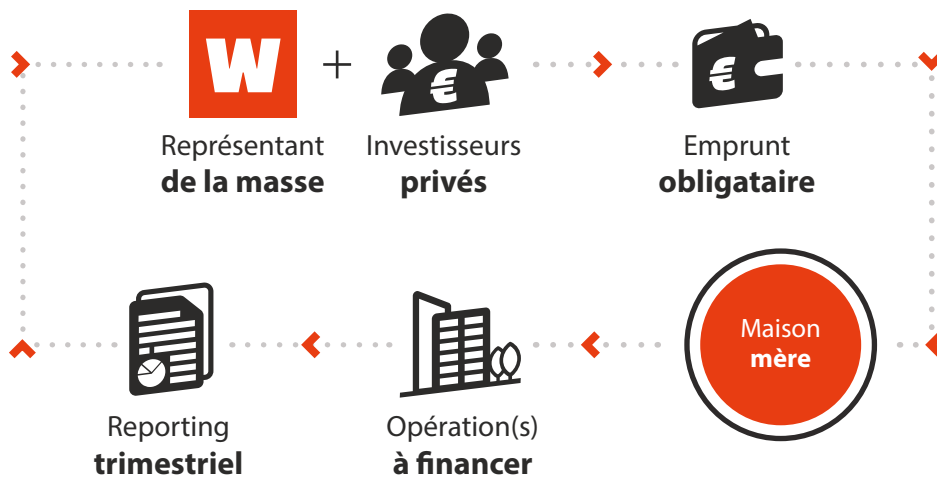 W
+
Représentant
de la masse
Investisseurs
privés
Emprunt
obligataire
Maison
mère
Opération(s)
à financer
Reporting
trimestriel